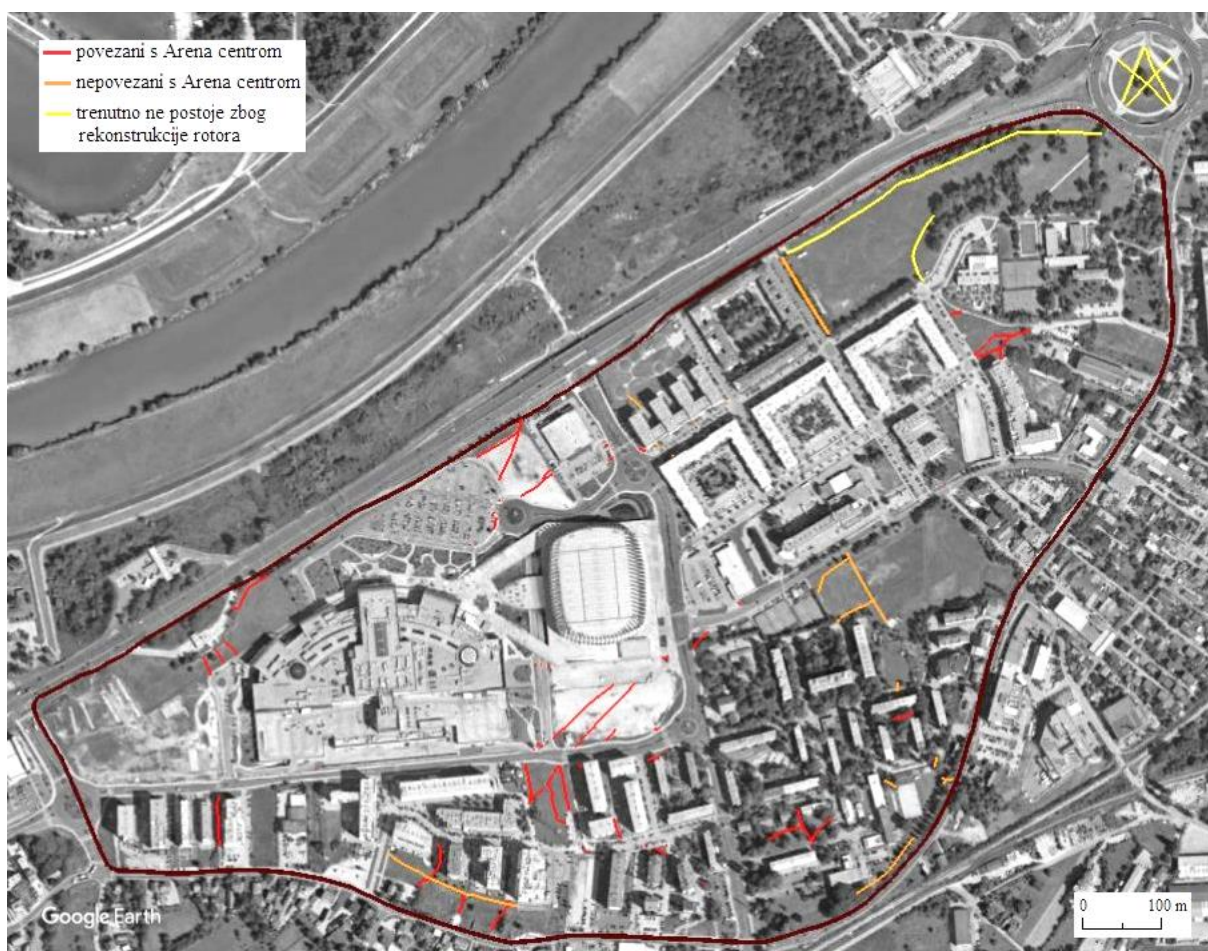 povezani s Arena centrom
nepovezani s Arena centrom
trenutno ne postoje zbog
rekonstrukcije rotora
Google Earth
0 100 m